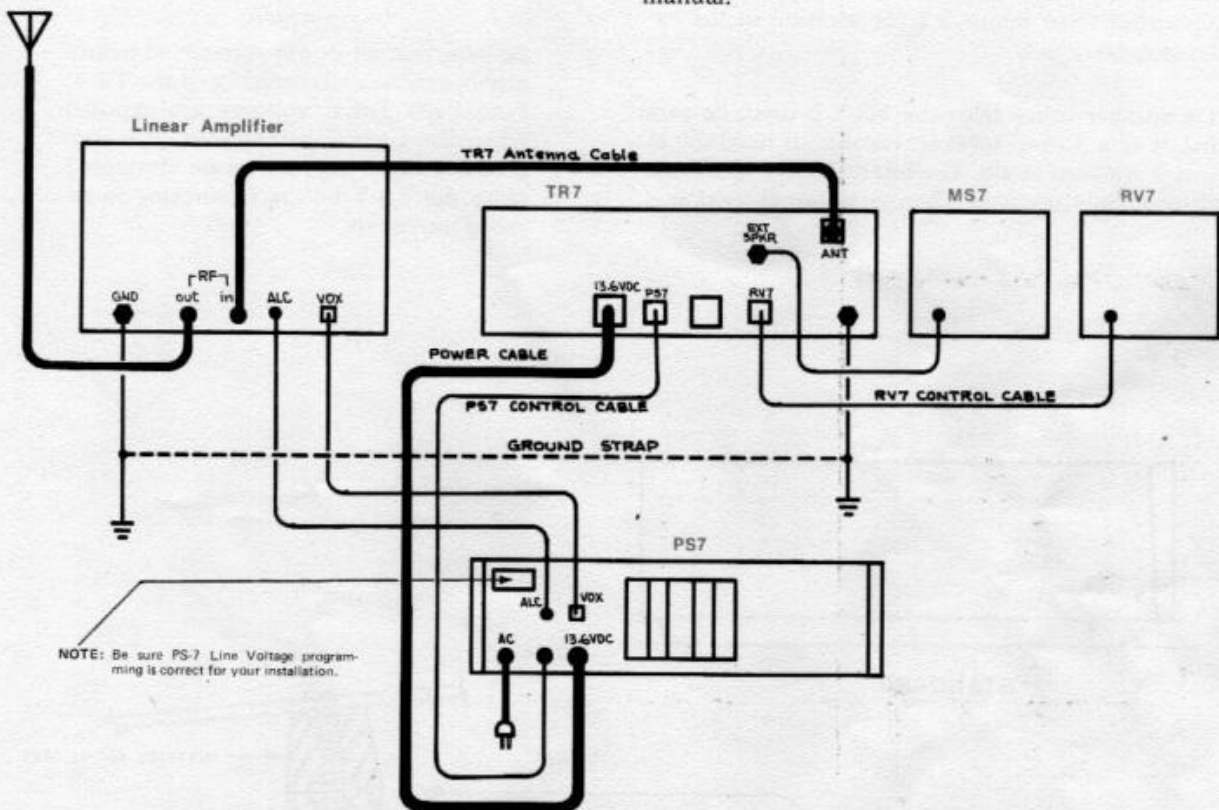 manual.
Linear Amplifier
TR7 Antenna Cable
TR7
MS7
RV7
EXT
SPKR
ANT
RF
GND
out
in
ALC
VOX
13.6VDC
PS7
RV7
POWER CABLE
PS7 CONTROL CABLE
RV7 CONTROL CABLE
GROUND STRAP
PS7
ALC
VOX
AC
13.6VDC
NOTE: Be sure PS-7 Line Voltage program-
ming is correct for your installation.